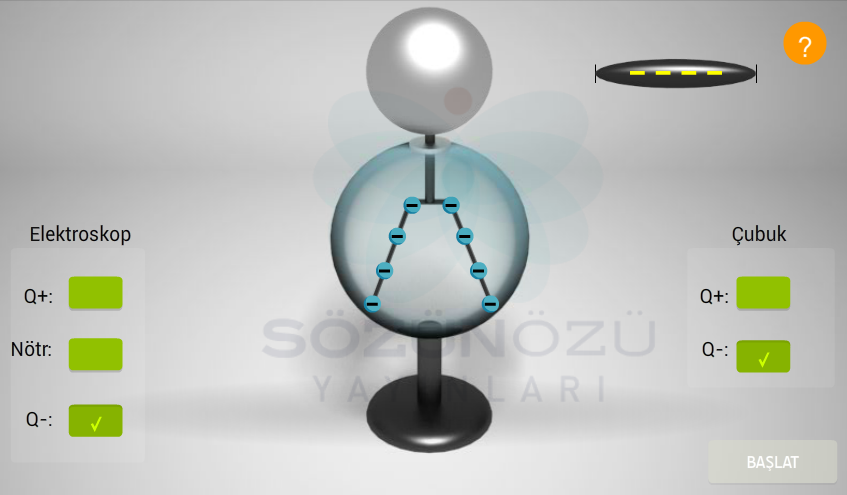 ?
Elektroskop
Çubuk
Q+:
Q+:
Nötr:
Q-:
Q-:
SÖZÜNÖZÜ
YAYINLARI
BAŞLAT